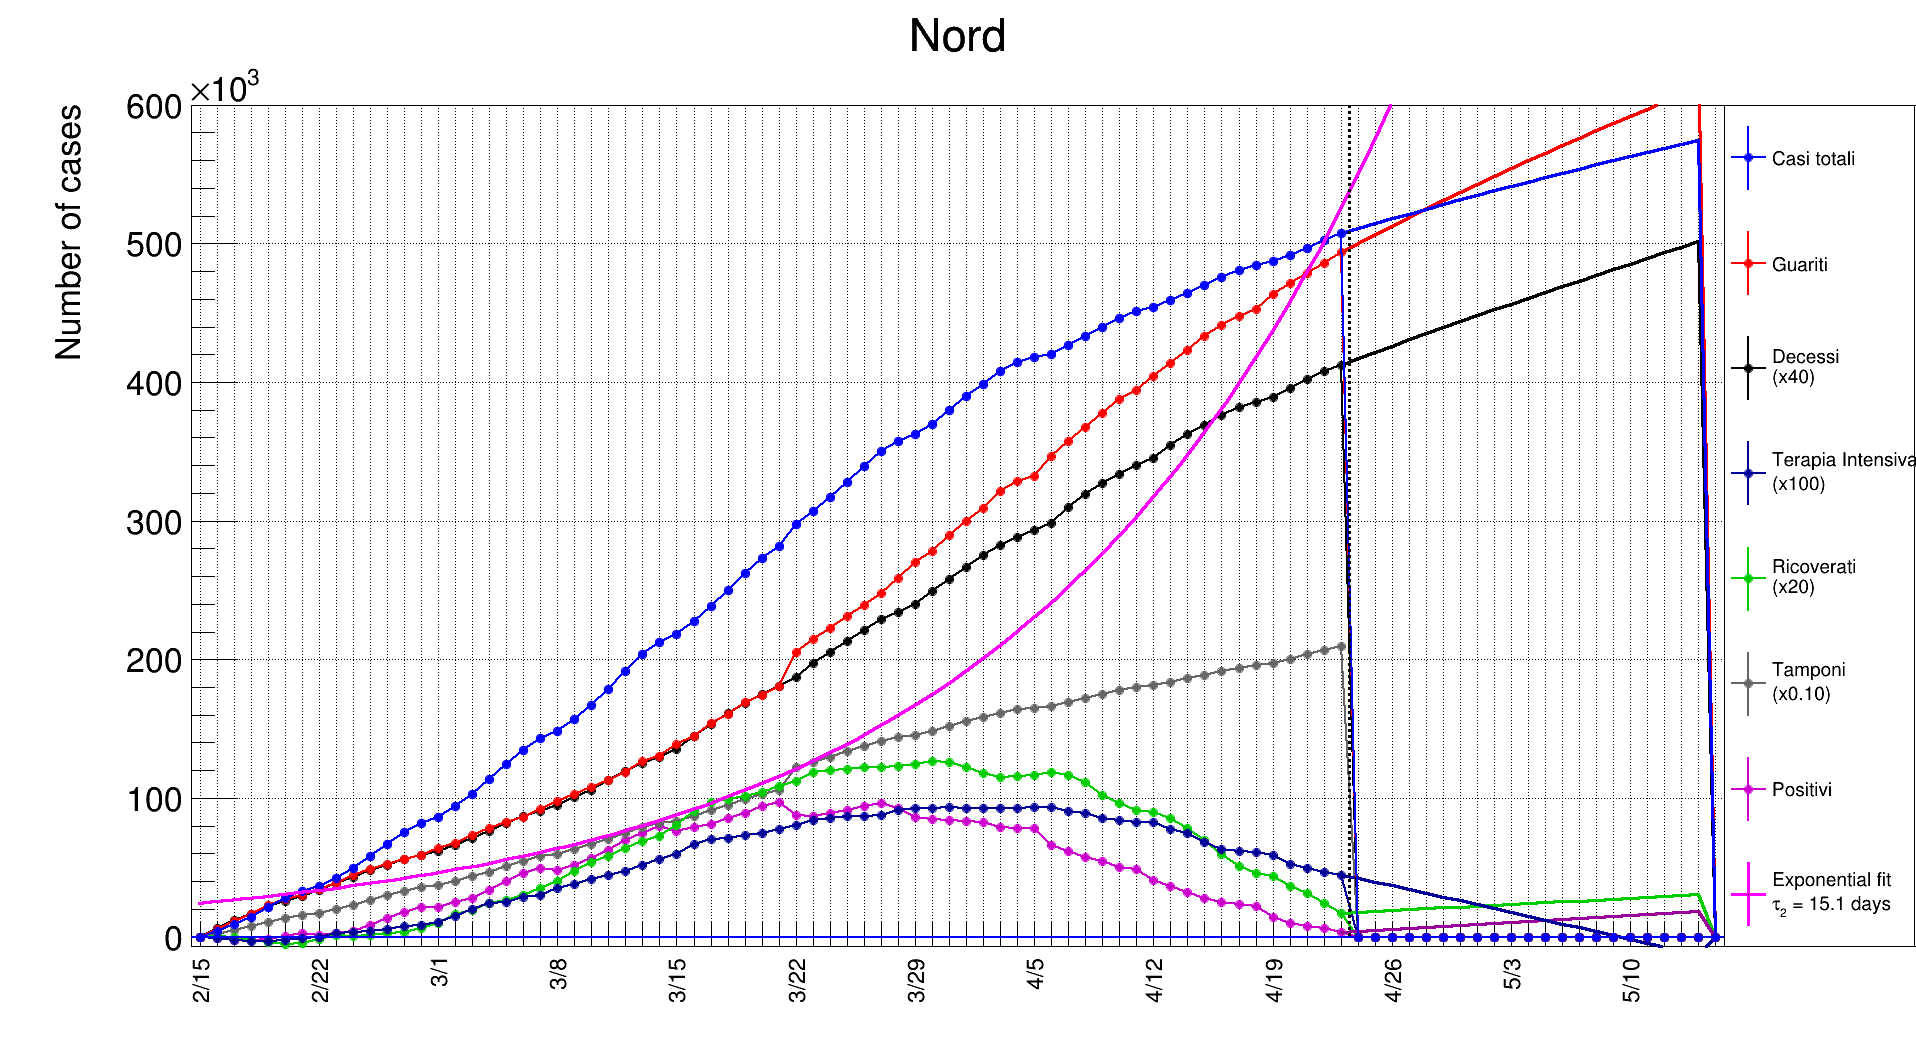 Nord
×10³
Number of cases
600
500
400
300
200
100
0
2/15
2/22
3/1
3/8
3/15
3/22
3/29
4/5
4/12
4/19
4/26
5/3
5/10
Casi totali
Guariti
Decessi
(x40)
Terapia Intensiva
(x100)
Ricoverati
(x20)
Tamponi
(x0.10)
Positivi
Exponential fit
τ₂ = 15.1 days